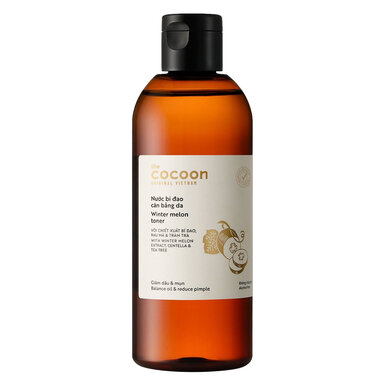 the
cocoon
ORIGINAL VIETNAM
Nước bí đao
cân bằng da
Winter melon
toner
VỚI CHIẾT XUẤT BÍ ĐAO,
RAU MÁ & TRÀM TRÀ
WITH WINTER MELON
EXTRACT, CENTELLA &
TEA TREE
Giảm dầu & mụn
Balance oil & reduce pimple